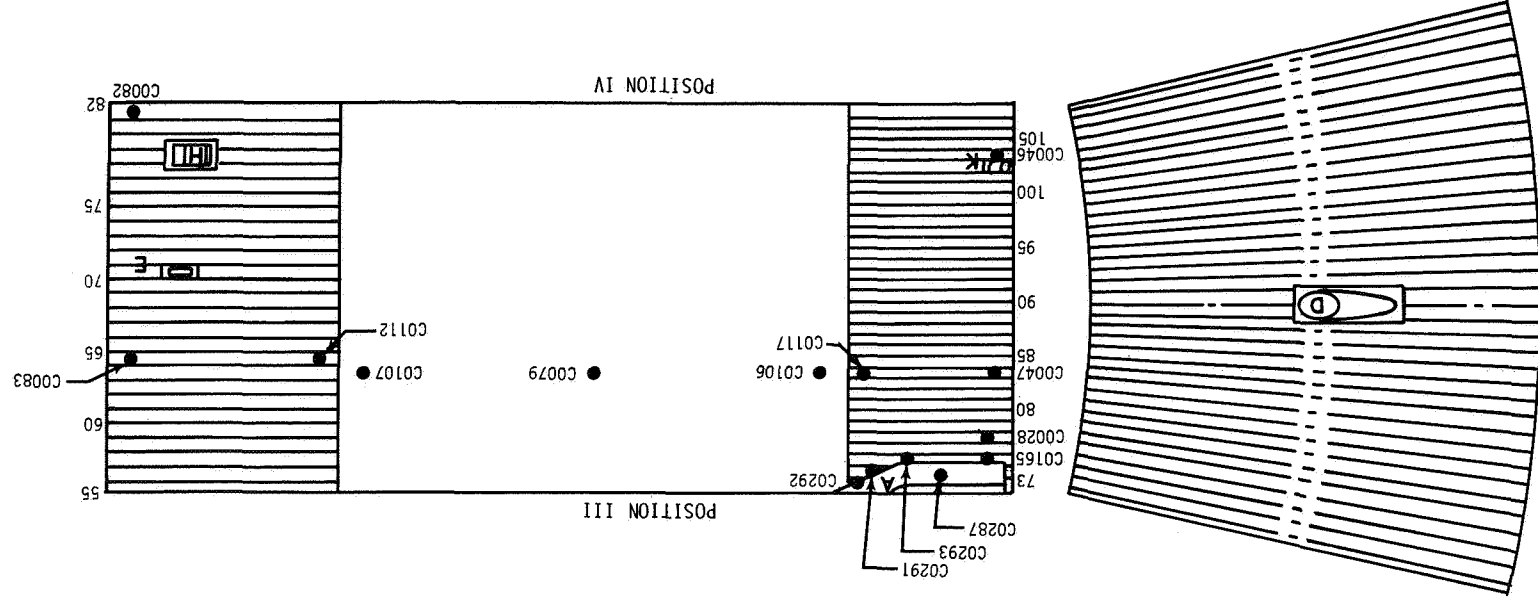 C0291
C0293
C0287
POSITION III
73
A
C0292
55
C0165
C0028
80
60
C0047
C0106
C0079
C0107
C0083
85
C0117
C0112
65
D
90
70
E
95
75
100
K
C0046
H
105
82
C0082
POSITION IV